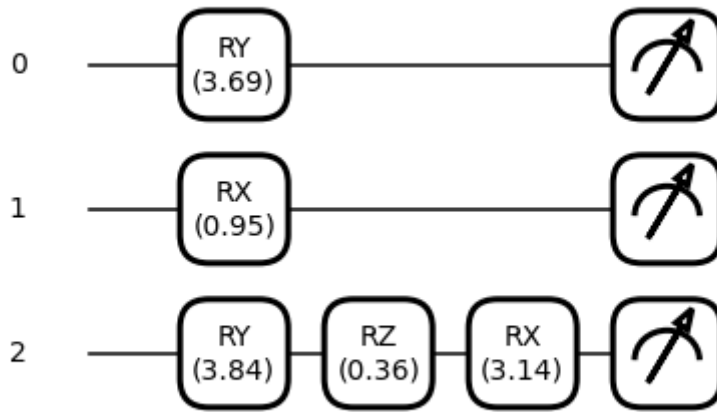 0
RY
(3.69)
1
RX
(0.95)
2
RY
(3.84)
RZ
(0.36)
RX
(3.14)